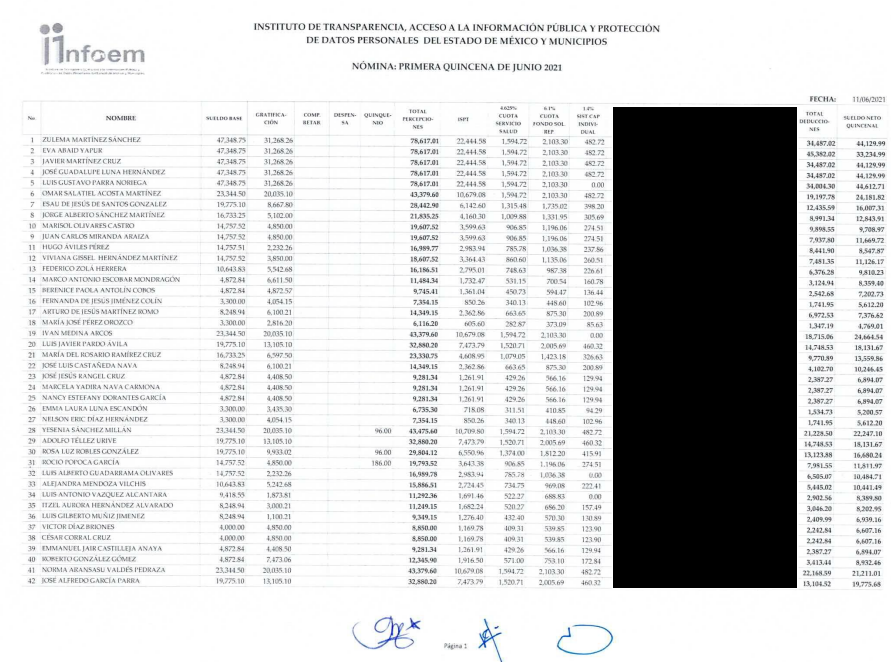 infoem
INSTITUTO DE TRANSPARENCIA, ACCESO A LA INFORMACIÓN PÚBLICA Y PROTECCIÓN
DE DATOS PERSONALES DEL ESTADO DE MÉXICO Y MUNICIPIOS
NÓMINA: PRIMERA QUINCENA DE JUNIO 2021
FECHA: 11/06/2021
No NOMBRE SUELDO BASE GRATIFICA-CIÓN COMP. BETAB. DESPEN-SA QUINQUE-NIO TOTAL PERCEPCIO-NES ISPT 4.625% CUOTA SERVICIO SALUD 6.1% CUOTA FONDO SOL. REP. 1.4% SIST CAP INDIVI-DUAL TOTAL DEDUCCIO-NES SUELDO NETO QUINCENAL
1 ZULEMA MARTÍNEZ SÁNCHEZ 47,348.75 31,268.26 78,617.01 22,444.58 1,594.72 2,103.30 482.72 34,487.02 44,129.99
2 EVA ABAID YAPUR 47,348.75 31,268.26 78,617.01 22,444.58 1,594.72 2,103.30 482.72 45,382.02 33,234.99
3 JAVIER MARTÍNEZ CRUZ 47,348.75 31,268.26 78,617.01 22,444.58 1,594.72 2,103.30 482.72 34,487.02 44,129.99
4 JOSÉ GUADALUPE LUNA HERNÁNDEZ 47,348.75 31,268.26 78,617.01 22,444.58 1,594.72 2,103.30 482.72 34,487.02 44,129.99
5 LUIS GUSTAVO PARRA NORIEGA 47,348.75 31,268.26 78,617.01 22,444.58 1,594.72 2,103.30 0.00 34,004.30 44,612.71
6 OMAR SALATIEL ACOSTA MARTÍNEZ 23,344.50 20,035.10 43,379.60 10,679.08 1,594.72 2,103.30 482.72 19,197.78 24,181.82
7 ESAU DE JESÚS DE SANTOS GONZALEZ 19,775.10 8,667.80 28,442.90 6,142.60 1,315.48 1,735.02 398.20 12,435.59 16,007.31
8 JORGE ALBERTO SÁNCHEZ MARTÍNEZ 16,733.25 5,102.00 21,835.25 4,160.30 1,009.88 1,331.95 305.69 8,991.34 12,843.91
10 MARISOL OLIVARES CASTRO 14,757.52 4,850.00 19,607.52 3,599.63 906.85 1,196.06 274.51 9,898.55 9,708.97
9 JUAN CARLOS MIRANDA ARAIZA 14,757.52 4,850.00 19,607.52 3,599.63 906.85 1,196.06 274.51 7,937.80 11,669.72
11 HUGO ÁVILES PÉREZ 14,757.51 2,232.26 16,989.77 2,983.94 785.78 1,036.38 237.86 8,441.90 8,547.87
12 VIVIANA GISSEL HERNÁNDEZ MARTÍNEZ 14,757.52 3,850.00 18,607.52 3,364.43 860.60 1,135.06 260.51 7,481.35 11,126.17
13 FEDERICO ZOLÁ HERRERA 10,643.83 5,542.68 16,186.51 2,795.01 748.63 987.38 226.61 6,376.28 9,810.23
14 MARCO ANTONIO ESCOBAR MONDRAGÓN 4,872.84 6,611.50 11,484.34 1,732.47 531.15 700.54 160.78 3,124.94 8,359.40
15 BERENICE PAOLA ANTOLÍN COBOS 4,872.84 4,872.57 9,745.41 1,361.04 450.73 594.47 136.44 2,542.68 7,202.73
16 FERNANDA DE JESÚS JIMÉNEZ COLÍN 3,300.00 4,054.15 7,354.15 850.26 340.13 448.60 102.96 1,741.95 5,612.20
17 ARTURO DE JESÚS MARTÍNEZ ROMO 8,248.94 6,100.21 14,349.15 2,362.86 663.65 875.30 200.89 6,972.53 7,376.62
18 MARÍA JOSÉ PÉREZ OROZCO 3,300.00 2,816.20 6,116.20 605.60 282.87 373.09 85.63 1,347.19 4,769.01
19 IVAN MEDINA ARCOS 23,344.50 20,035.10 43,379.60 10,679.08 1,594.72 2,103.30 0.00 18,715.06 24,664.54
20 LUIS JAVIER PARDO ÁVILA 19,775.10 13,105.10 32,880.20 7,473.79 1,520.71 2,005.69 460.32 14,748.53 18,131.67
21 MARÍA DEL ROSARIO RAMÍREZ CRUZ 16,733.25 6,597.50 23,330.75 4,608.95 1,079.05 1,423.18 326.63 9,770.89 13,559.86
22 JOSÉ LUIS CASTAÑEDA NAVA 8,248.94 6,100.21 14,349.15 2,362.86 663.65 875.30 200.89 4,102.70 10,246.45
23 JOSÉ JESÚS RANGEL CRUZ 4,872.84 4,408.50 9,281.34 1,261.91 429.26 566.16 129.94 2,387.27 6,894.07
24 MARCELA YADIRA NAVA CARMONA 4,872.84 4,408.50 9,281.34 1,261.91 429.26 566.16 129.94 2,387.27 6,894.07
25 NANCY ESTEFANY DORANTES GARCÍA 4,872.84 4,408.50 9,281.34 1,261.91 429.26 566.16 129.94 2,387.27 6,894.07
26 EMMA LAURA LUNA ESCANDÓN 3,300.00 3,435.30 6,735.30 718.08 311.51 410.85 94.29 1,534.73 5,200.57
27 NELSON ERIC DÍAZ HERNÁNDEZ 3,300.00 4,054.15 7,354.15 850.26 340.13 448.60 102.96 1,741.95 5,612.20
28 YESENIA SÁNCHEZ MILLÁN 23,344.50 20,035.10 96.00 43,475.60 10,709.80 1,594.72 2,103.30 482.72 21,228.50 22,247.10
29 ADOLFO TÉLLEZ URIVE 19,775.10 13,105.10 32,880.20 7,473.79 1,520.71 2,005.69 460.32 14,748.53 18,131.67
30 ROSA LUZ ROBLES GONZÁLEZ 19,775.10 9,933.02 96.00 29,804.12 6,550.96 1,374.00 1,812.20 415.91 13,123.88 16,680.24
31 ROCIO POPOCA GARCÍA 14,757.52 4,850.00 186.00 19,793.52 3,643.38 906.85 1,196.06 274.51 7,981.55 11,811.97
32 LUIS ALBERTO GUADARRAMA OLIVARES 14,757.52 2,232.26 16,989.78 2,983.94 785.78 1,036.38 0.00 6,505.07 10,484.71
33 ALEJANDRA MENDOZA VILCHIS 10,643.83 5,242.68 15,886.51 2,724.45 734.75 969.08 222.41 5,445.02 10,441.49
34 LUIS ANTONIO VAZQUEZ ALCANTARA 9,418.55 1,873.81 11,292.36 1,691.46 522.27 688.83 0.00 2,902.56 8,389.80
35 ITZEL AURORA HERNÁNDEZ ALVARADO 8,248.94 3,000.21 11,249.15 1,682.24 520.27 686.20 157.49 3,046.20 8,202.95
36 LUIS GILBERTO MUÑIZ JIMENEZ 8,248.94 1,100.21 9,349.15 1,276.40 432.40 570.30 130.89 2,409.99 6,939.16
37 VICTOR DÍAZ BRIONES 4,000.00 4,850.00 8,850.00 1,169.78 409.31 539.85 123.90 2,242.84 6,607.16
38 CÉSAR CORRAL CRUZ 4,000.00 4,850.00 8,850.00 1,169.78 409.31 539.85 123.90 2,242.84 6,607.16
39 EMMANUEL JAIR CASTILLEJA ANAYA 4,872.84 4,408.50 9,281.34 1,261.91 429.26 566.16 129.94 2,387.27 6,894.07
40 ROBERTO GONZÁLEZ GÓMEZ 4,872.84 7,473.06 12,345.90 1,916.50 571.00 753.10 172.84 3,413.44 8,932.46
41 NORMA ARANSASU VALDÉS PEDRAZA 23,344.50 20,035.10 43,379.60 10,679.08 1,594.72 2,103.30 482.72 22,168.59 21,211.01
42 JOSÉ ALFREDO GARCÍA PARRA 19,775.10 13,105.10 32,880.20 7,473.79 1,520.71 2,005.69 460.32 13,104.52 19,775.68
Página 1